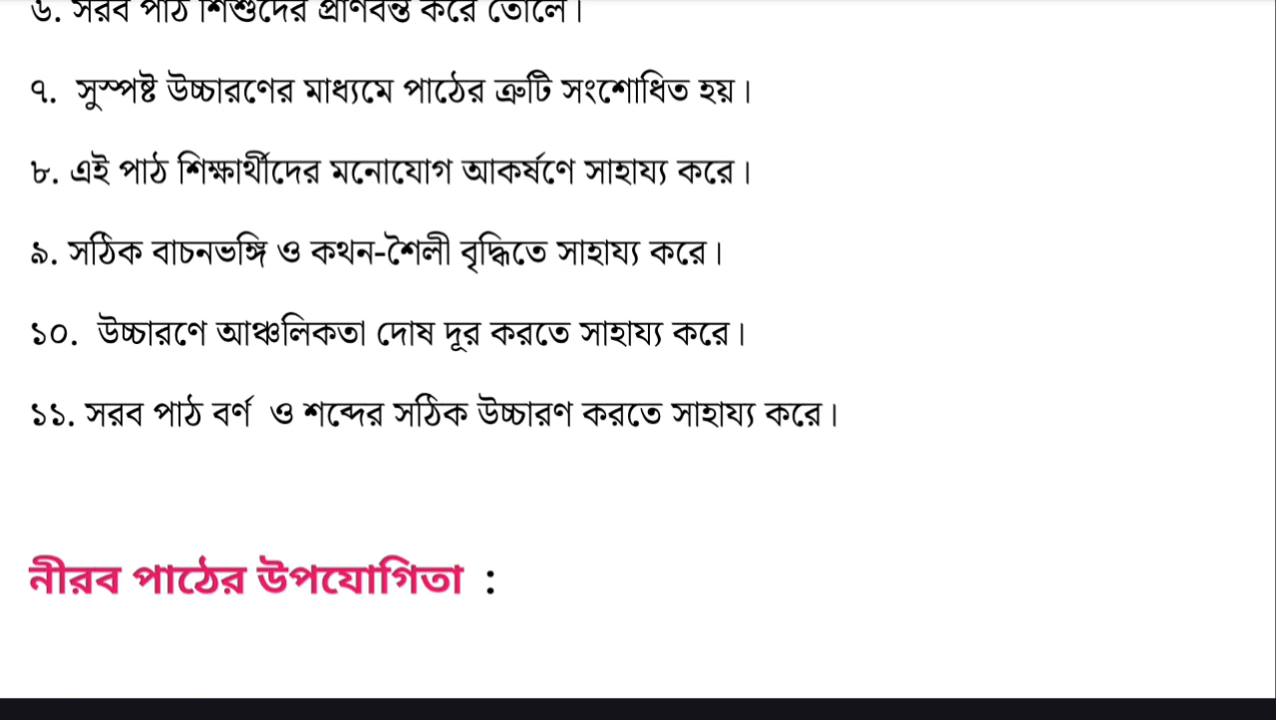 ৬. সরব পাঠ শিশুদের প্রাণবন্ত করে তোলে।
৭. সুস্পষ্ট উচ্চারণের মাধ্যমে পাঠের ত্রুটি সংশোধিত হয়।
৮. এই পাঠ শিক্ষার্থীদের মনোযোগ আকর্ষণে সাহায্য করে।
৯. সঠিক বাচনভঙ্গি ও কথন-শৈলী বৃদ্ধিতে সাহায্য করে।
১০. উচ্চারণে আঞ্চলিকতা দোষ দূর করতে সাহায্য করে।
১১. সরব পাঠ বর্ণ ও শব্দের সঠিক উচ্চারণ করতে সাহায্য করে।
নীরব পাঠের উপযোগিতা :